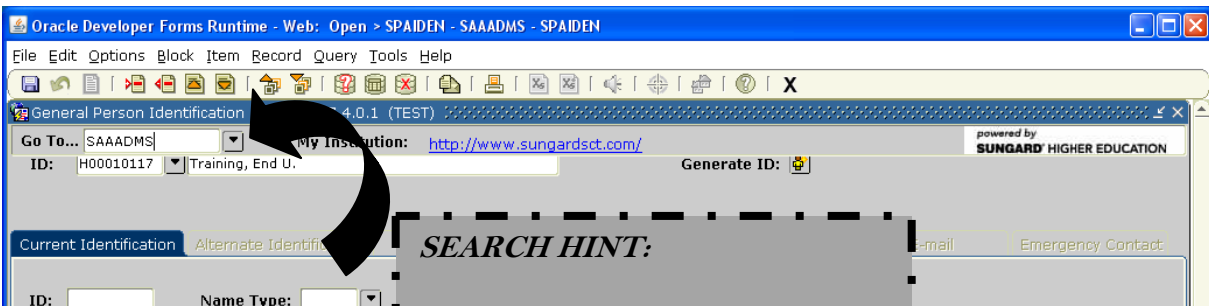 Oracle Developer Forms Runtime - Web: Open > SPAIDEN - SAAADMS - SPAIDEN
File Edit Options Block Item Record Query Tools Help
X
General Person Identification 4.0.1 (TEST)
Go To... SAAADMS My Institution: http://www.sungardsct.com/
powered by
SUNGARD' HIGHER EDUCATION
ID: H00010117 Training, End U. Generate ID:
Current Identification Alternate E-mail Emergency Contact
SEARCH HINT:
ID: Name Type: